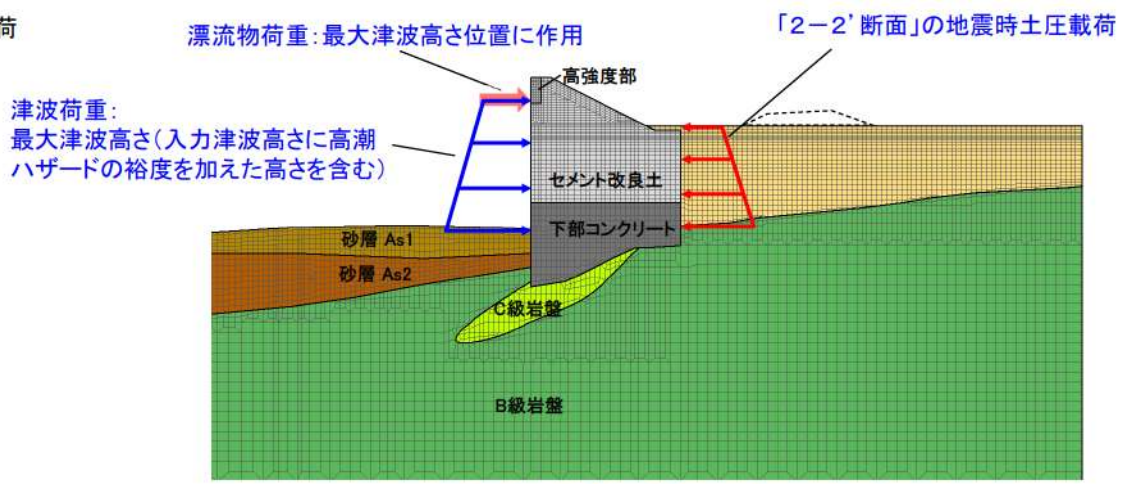 荷
漂流物荷重:最大津波高さ位置に作用
「2-2’断面」の地震時土圧載荷
高強度部
津波荷重:
最大津波高さ(入力津波高さに高潮
ハザードの裕度を加えた高さを含む)
セメント改良土
下部コンクリート
砂層 As1
砂層 As2
C級岩盤
B級岩盤